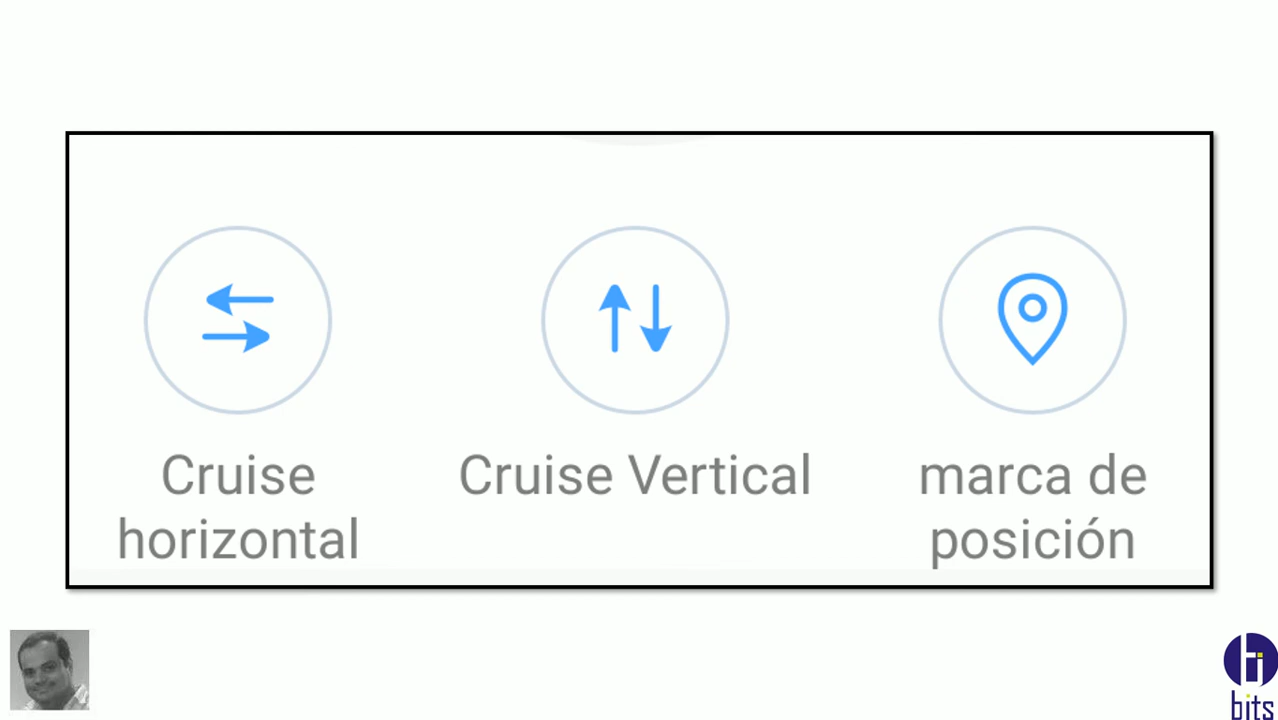 Cruise
horizontal
Cruise Vertical
marca de
posición
bits